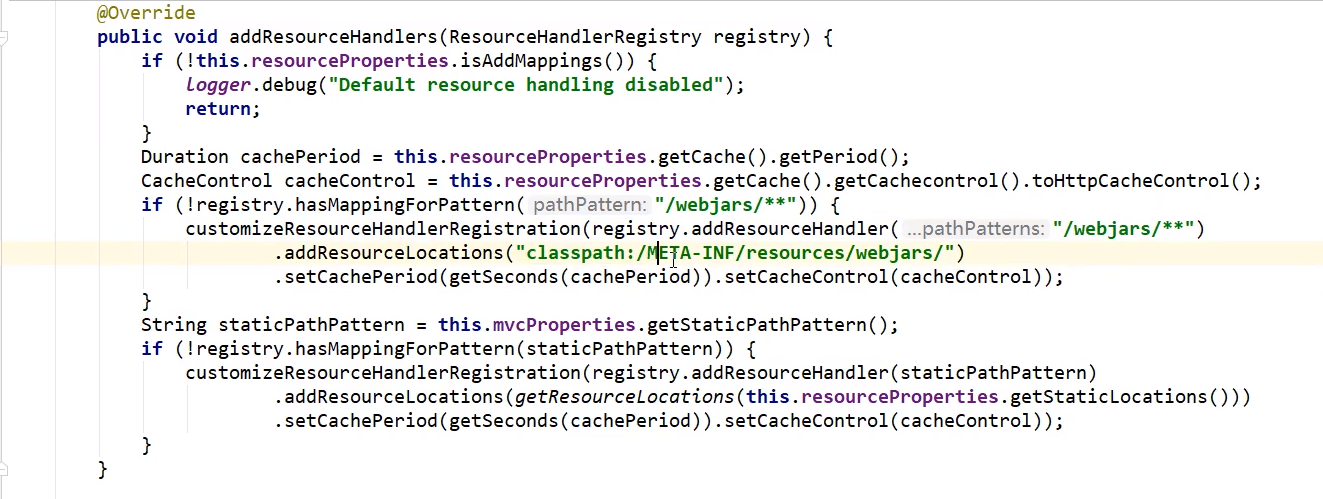 @Override
public void addResourceHandlers(ResourceHandlerRegistry registry) {
if (!this.resourceProperties.isAddMappings()) {
logger.debug("Default resource handling disabled");
return;
}
Duration cachePeriod = this.resourceProperties.getCache().getPeriod();
CacheControl cacheControl = this.resourceProperties.getCache().getCachecontrol().toHttpCacheControl();
if (!registry.hasMappingForPattern( pathPattern: "/webjars/**")) {
customizeResourceHandlerRegistration(registry.addResourceHandler( ...pathPatterns: "/webjars/**")
.addResourceLocations("classpath:/META-INF/resources/webjars/")
.setCachePeriod(getSeconds(cachePeriod)).setCacheControl(cacheControl));
}
String staticPathPattern = this.mvcProperties.getStaticPathPattern();
if (!registry.hasMappingForPattern(staticPathPattern)) {
customizeResourceHandlerRegistration(registry.addResourceHandler(staticPathPattern)
.addResourceLocations(getResourceLocations(this.resourceProperties.getStaticLocations()))
.setCachePeriod(getSeconds(cachePeriod)).setCacheControl(cacheControl));
}
}